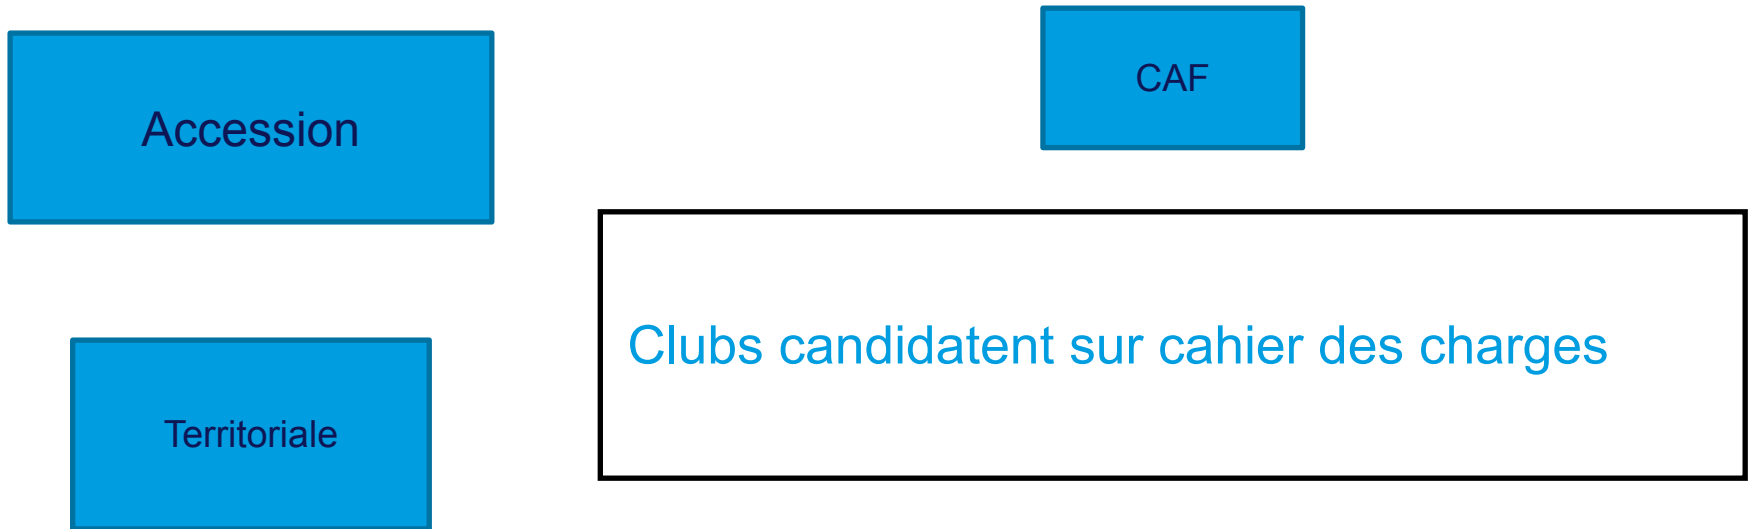 CAF
Accession
Clubs candidatent sur cahier des charges
Territoriale